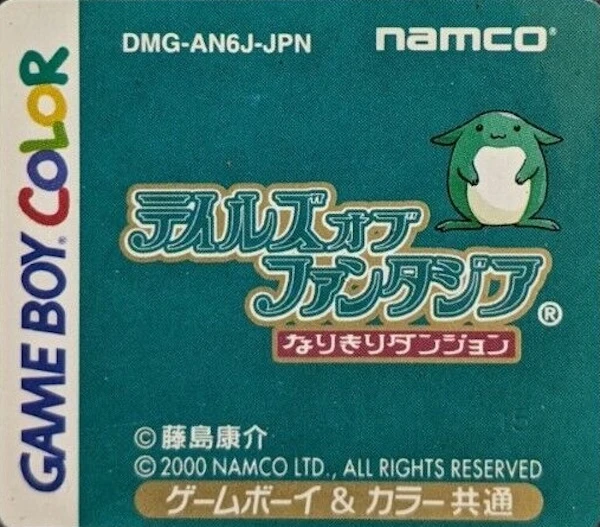 DMG-AN6J-JPN
namco®
GAME BOY® COLOR
テイルズ オブ
ファンタジア®
なりきりダンジョン
© 藤島康介
© 2000 NAMCO LTD., ALL RIGHTS RESERVED
ゲームボーイ & カラー共通